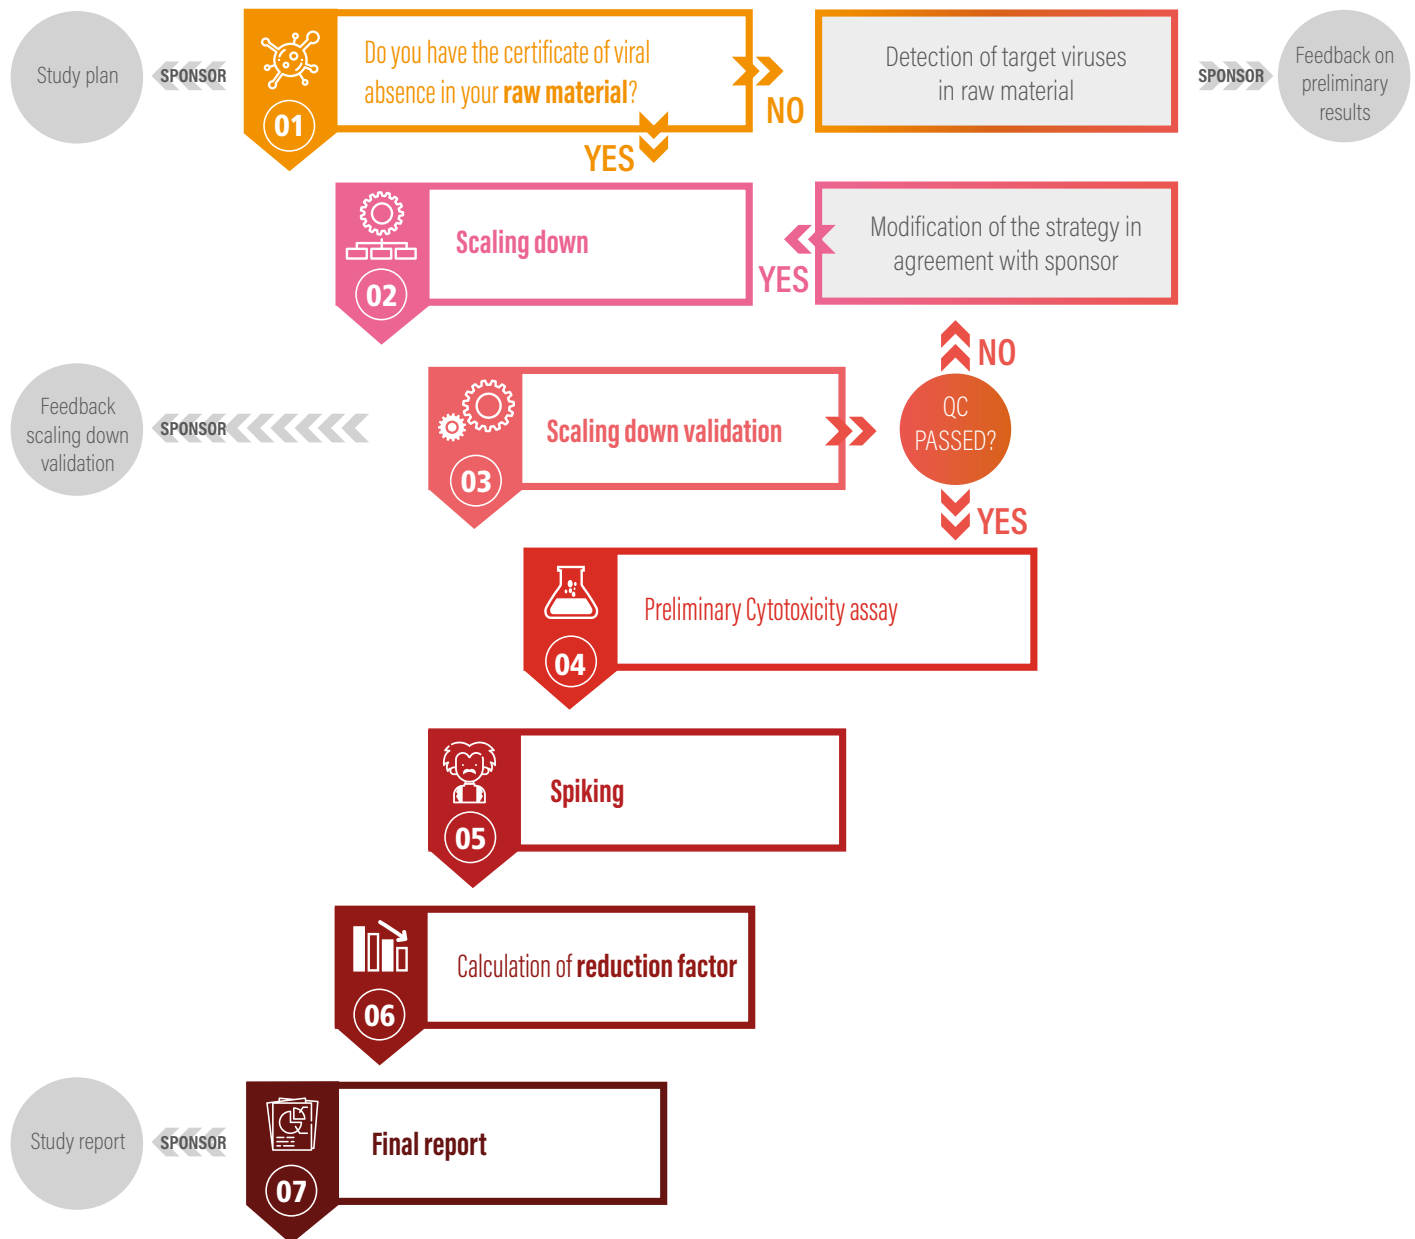 Study plan
SPONSOR
01
Do you have the certificate of viral
absence in your raw material?
NO
YES
Detection of target viruses
in raw material
SPONSOR
Feedback on
preliminary
results
02
Scaling down
YES
Modification of the strategy in
agreement with sponsor
NO
Feedback
scaling down
validation
SPONSOR
03
Scaling down validation
QC
PASSED?
YES
04
Preliminary Cytotoxicity assay
05
Spiking
06
Calculation of reduction factor
Study report
SPONSOR
07
Final report